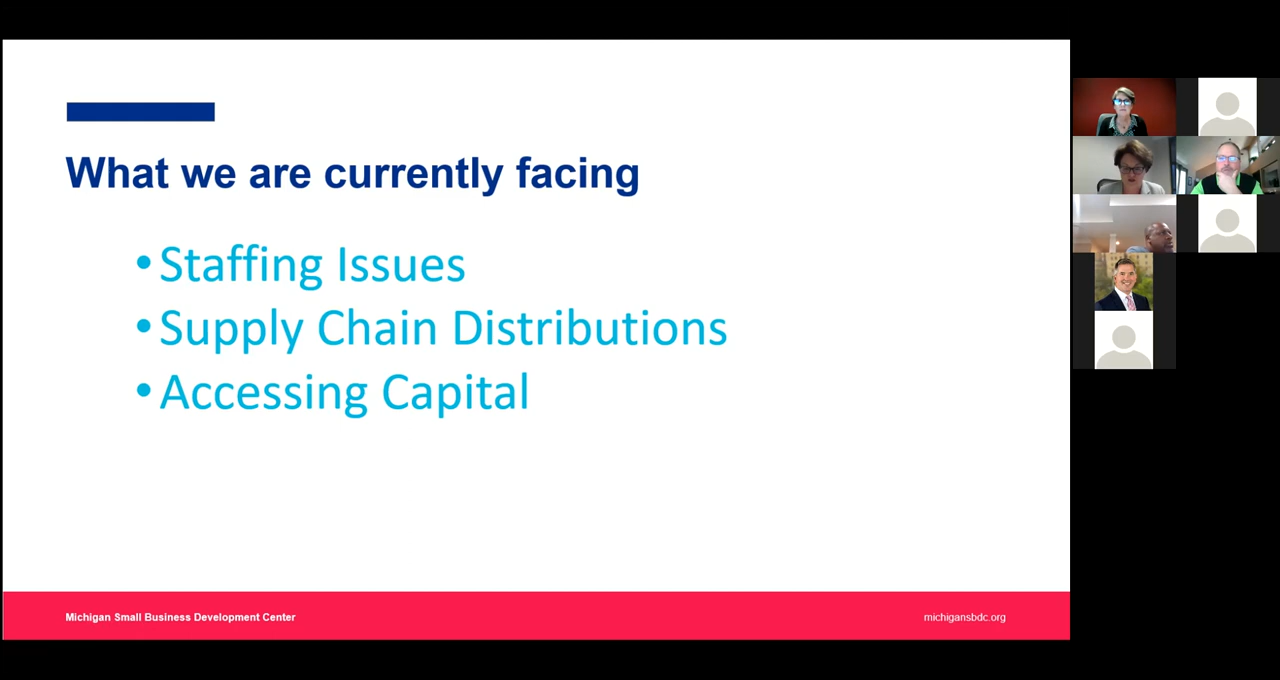 What we are currently facing
•Staffing Issues
•Supply Chain Distributions
•Accessing Capital
Michigan Small Business Development Center
michigansbdc.org